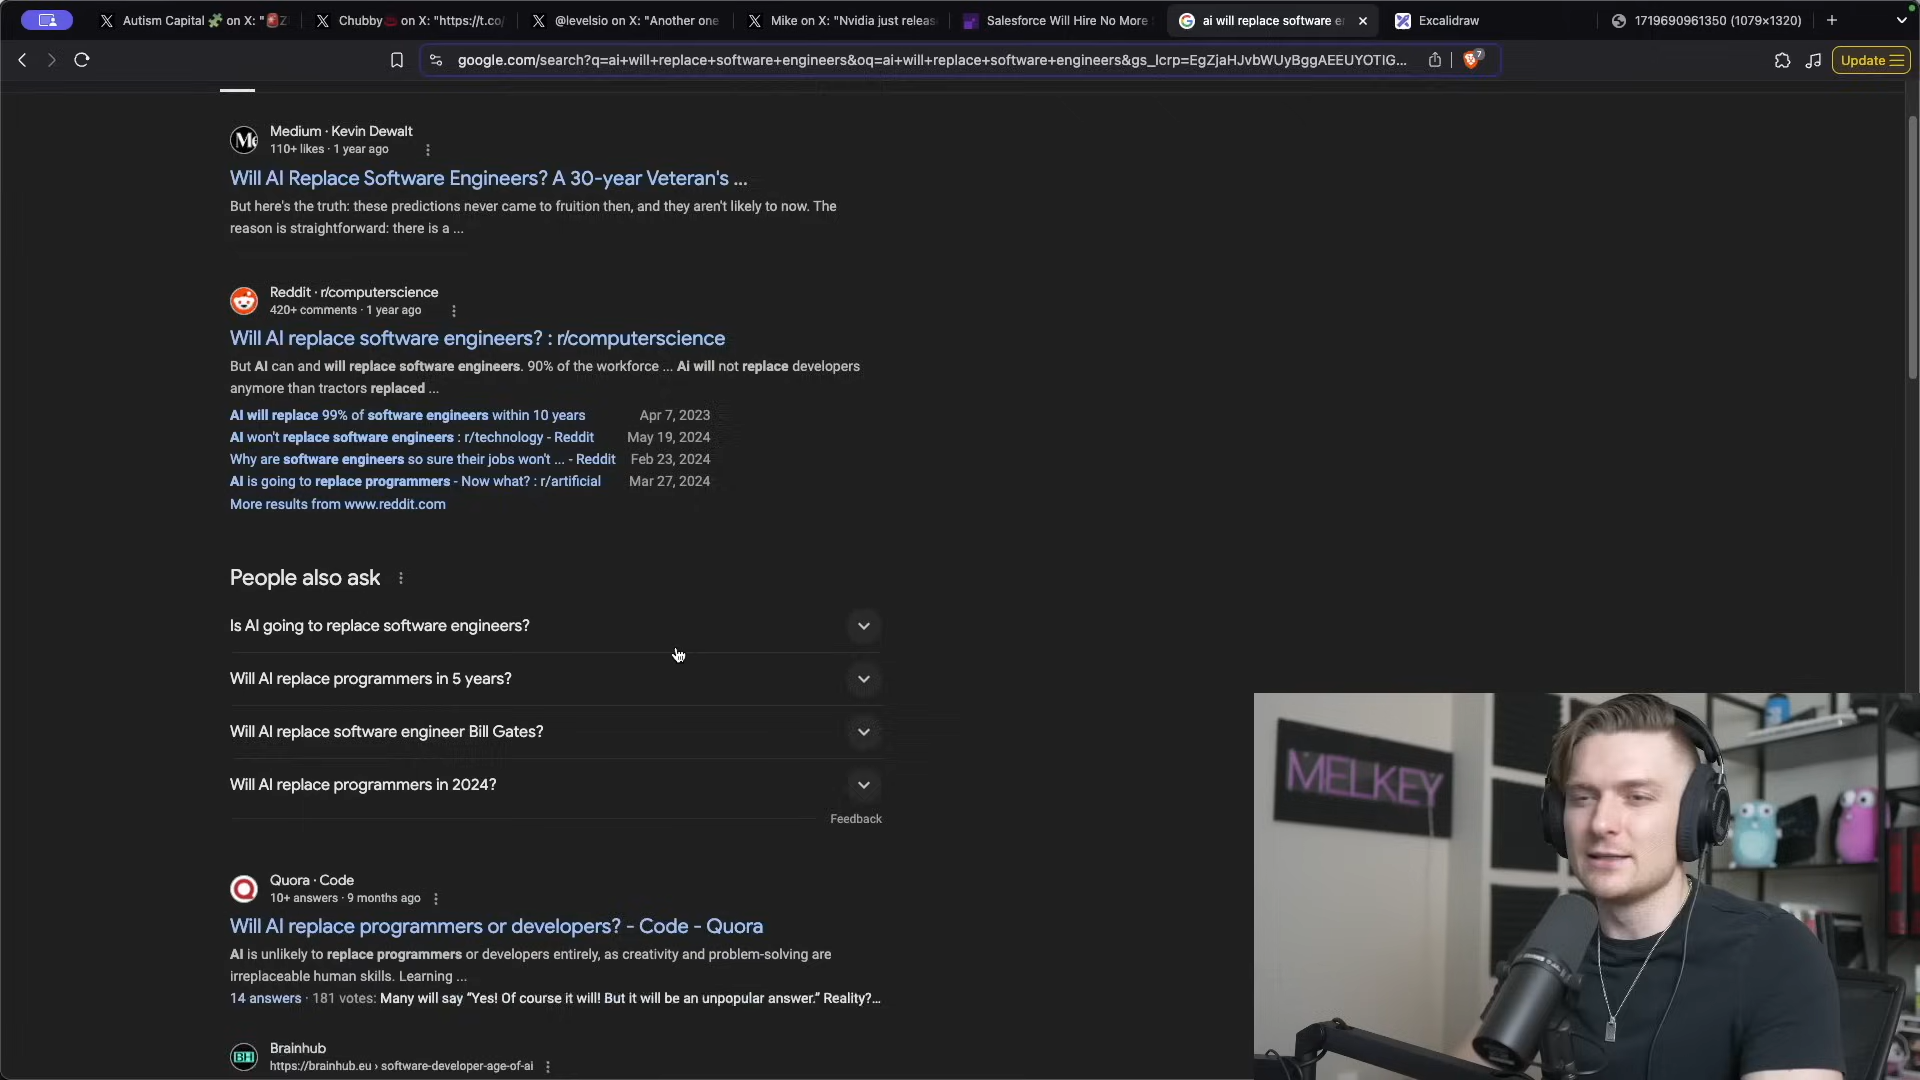 Autism Capital 🧩 on X: "🚨Z
Chubby♨️ on X: "https://t.co/
@levelsio on X: "Another one
Mike on X: "Nvidia just releas
Salesforce Will Hire No More
ai will replace software e
Excalidraw
1719690961350 (1079×1320)
google.com/search?q=ai+will+replace+software+engineers&oq=ai+will+replace+software+engineers&gs_lcrp=EgZjaHJvbWUyBggAEEUYOTIG...
7
Update
Medium · Kevin Dewalt
110+ likes · 1 year ago
Will AI Replace Software Engineers? A 30-year Veteran's ...
But here's the truth: these predictions never came to fruition then, and they aren't likely to now. The
reason is straightforward: there is a ...
Reddit · r/computerscience
420+ comments · 1 year ago
Will AI replace software engineers? : r/computerscience
But AI can and will replace software engineers. 90% of the workforce ... Ai will not replace developers
anymore than tractors replaced ...
AI will replace 99% of software engineers within 10 years Apr 7, 2023
AI won't replace software engineers : r/technology - Reddit May 19, 2024
Why are software engineers so sure their jobs won't ... - Reddit Feb 23, 2024
AI is going to replace programmers - Now what? : r/artificial Mar 27, 2024
More results from www.reddit.com
People also ask
Is AI going to replace software engineers?
Will AI replace programmers in 5 years?
Will AI replace software engineer Bill Gates?
Will AI replace programmers in 2024?
Feedback
MELKEY
Quora · Code
10+ answers · 9 months ago
Will AI replace programmers or developers? - Code - Quora
AI is unlikely to replace programmers or developers entirely, as creativity and problem-solving are
irreplaceable human skills. Learning ...
14 answers · 181 votes: Many will say "Yes! Of course it will! But it will be an unpopular answer." Reality?...
BH
Brainhub
https://brainhub.eu › software-developer-age-of-ai